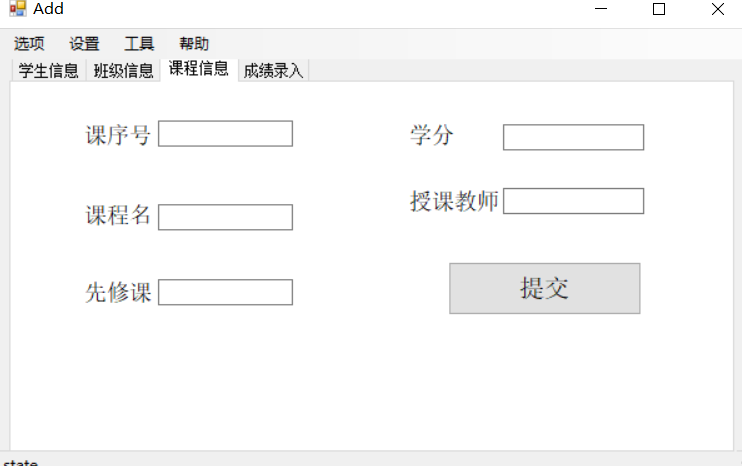 Add
选项 设置 工具 帮助
学生信息 班级信息 课程信息 成绩录入
课序号 学分
课程名 授课教师
先修课
提交
state